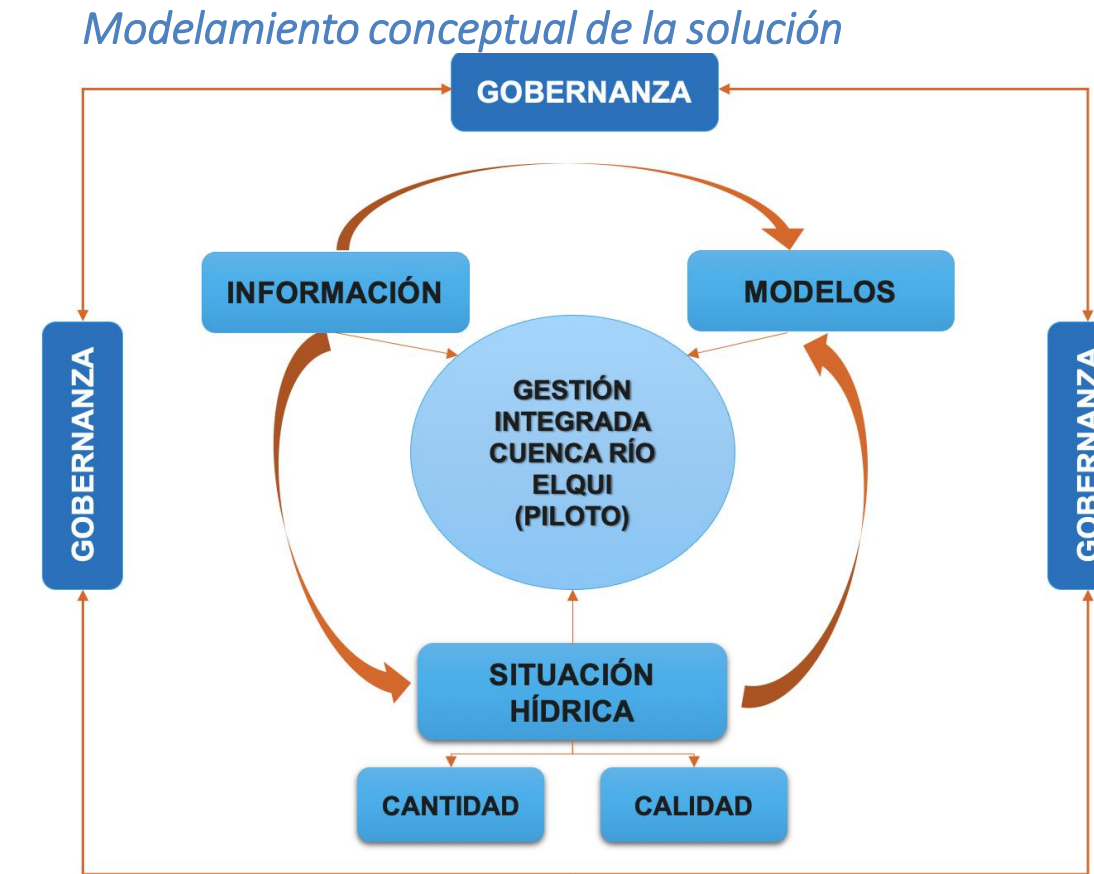 Modelamiento conceptual de la solución
GOBERNANZA
INFORMACIÓN
MODELOS
GOBERNANZA
GESTIÓN
INTEGRADA
CUENCA RÍO
ELQUI
(PILOTO)
GOBERNANZA
SITUACIÓN
HÍDRICA
CANTIDAD
CALIDAD